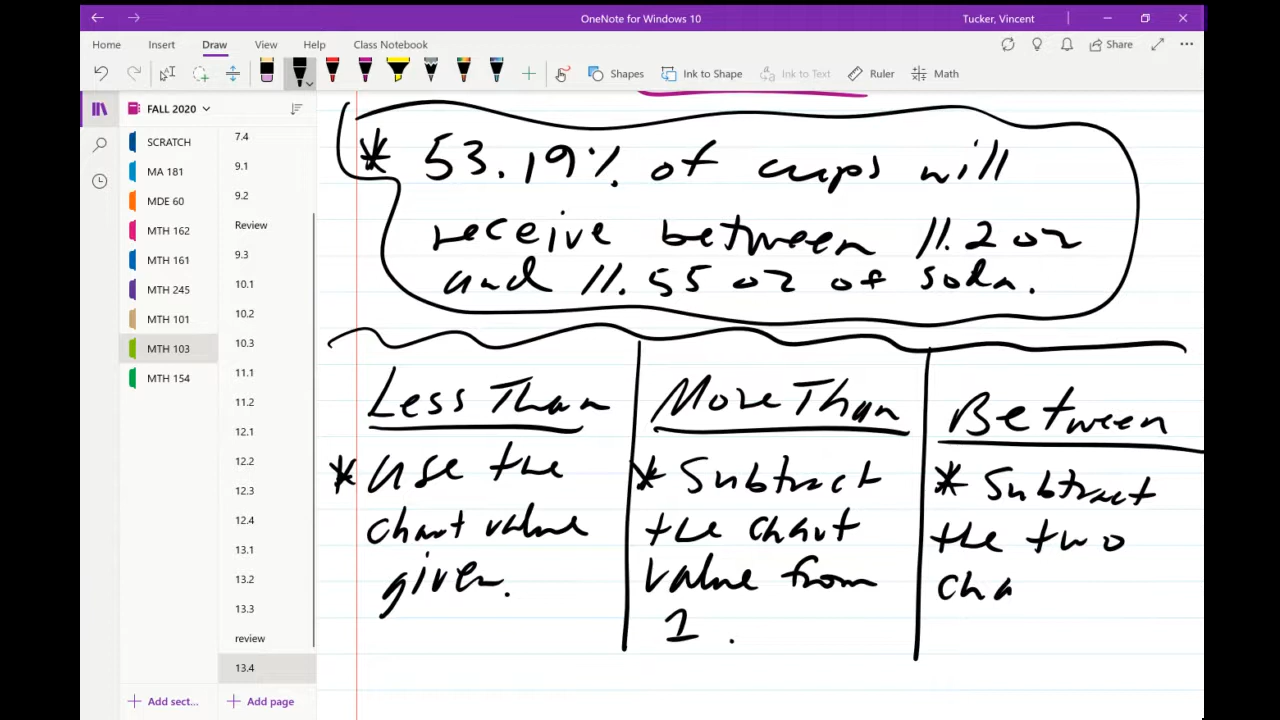 OneNote for Windows 10
Tucker, Vincent
Home Insert Draw View Help Class Notebook
Share
Shapes Ink to Shape Ink to Text Ruler Math
FALL 2020
SCRATCH
MA 181
MDE 60
MTH 162
MTH 161
MTH 245
MTH 101
MTH 103
MTH 154
Add sect...
7.4
9.1
9.2
Review
9.3
10.1
10.2
10.3
11.1
11.2
12.1
12.2
12.3
12.4
13.1
13.2
13.3
review
13.4
Add page
* 53.19% of cups will
receive between 11.2 oz
and 11.55 oz of soda.
Less Than
* Use the
chart value
given.
More Than
* Subtract
the chart
value from
1.
Between
* Subtract
the two
cha